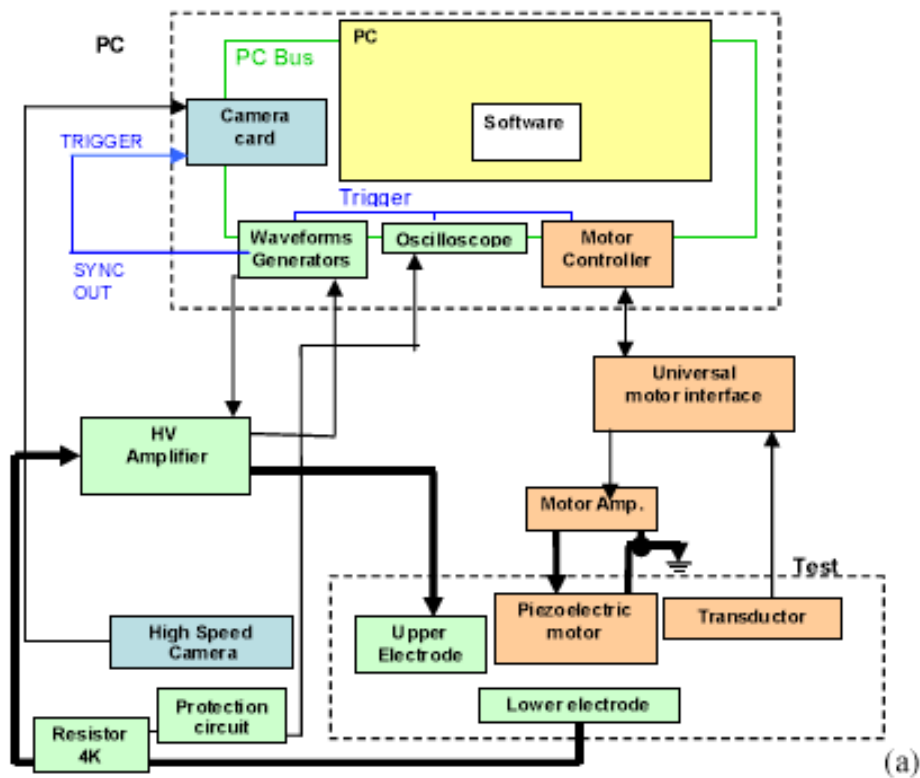 PC
PC Bus
PC
Camera
card
Software
TRIGGER
Trigger
Waveforms
Generators
Oscilloscope
Motor
Controller
SYNC
OUT
Universal
motor interface
HV
Amplifier
Motor Amp.
Test
Piezoelectric
motor
Transductor
High Speed
Camera
Upper
Electrode
Lower electrode
Protection
circuit
Resistor
4K
(a)